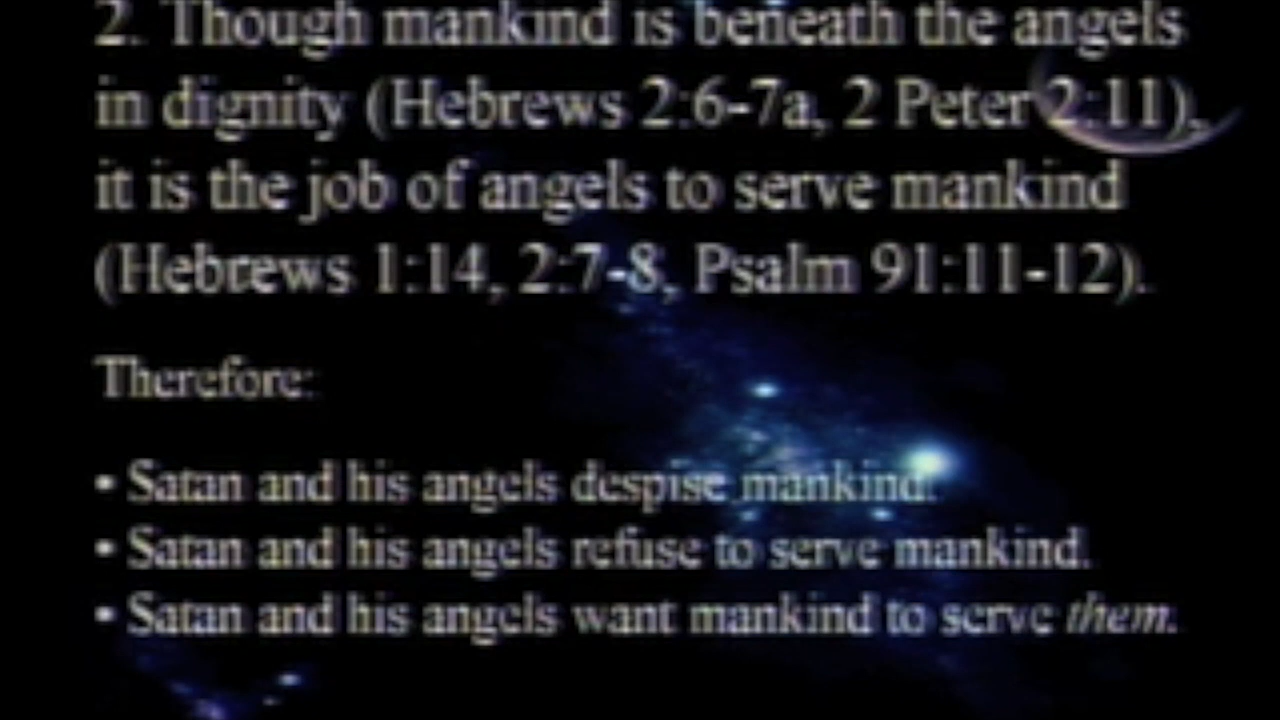 2. Though mankind is beneath the angels
in dignity (Hebrews 2:6-7a, 2 Peter 2:11),
it is the job of angels to serve mankind
(Hebrews 1:14, 2:7-8, Psalm 91:11-12).
Therefore:
• Satan and his angels despise mankind.
• Satan and his angels refuse to serve mankind.
• Satan and his angels want mankind to serve them.